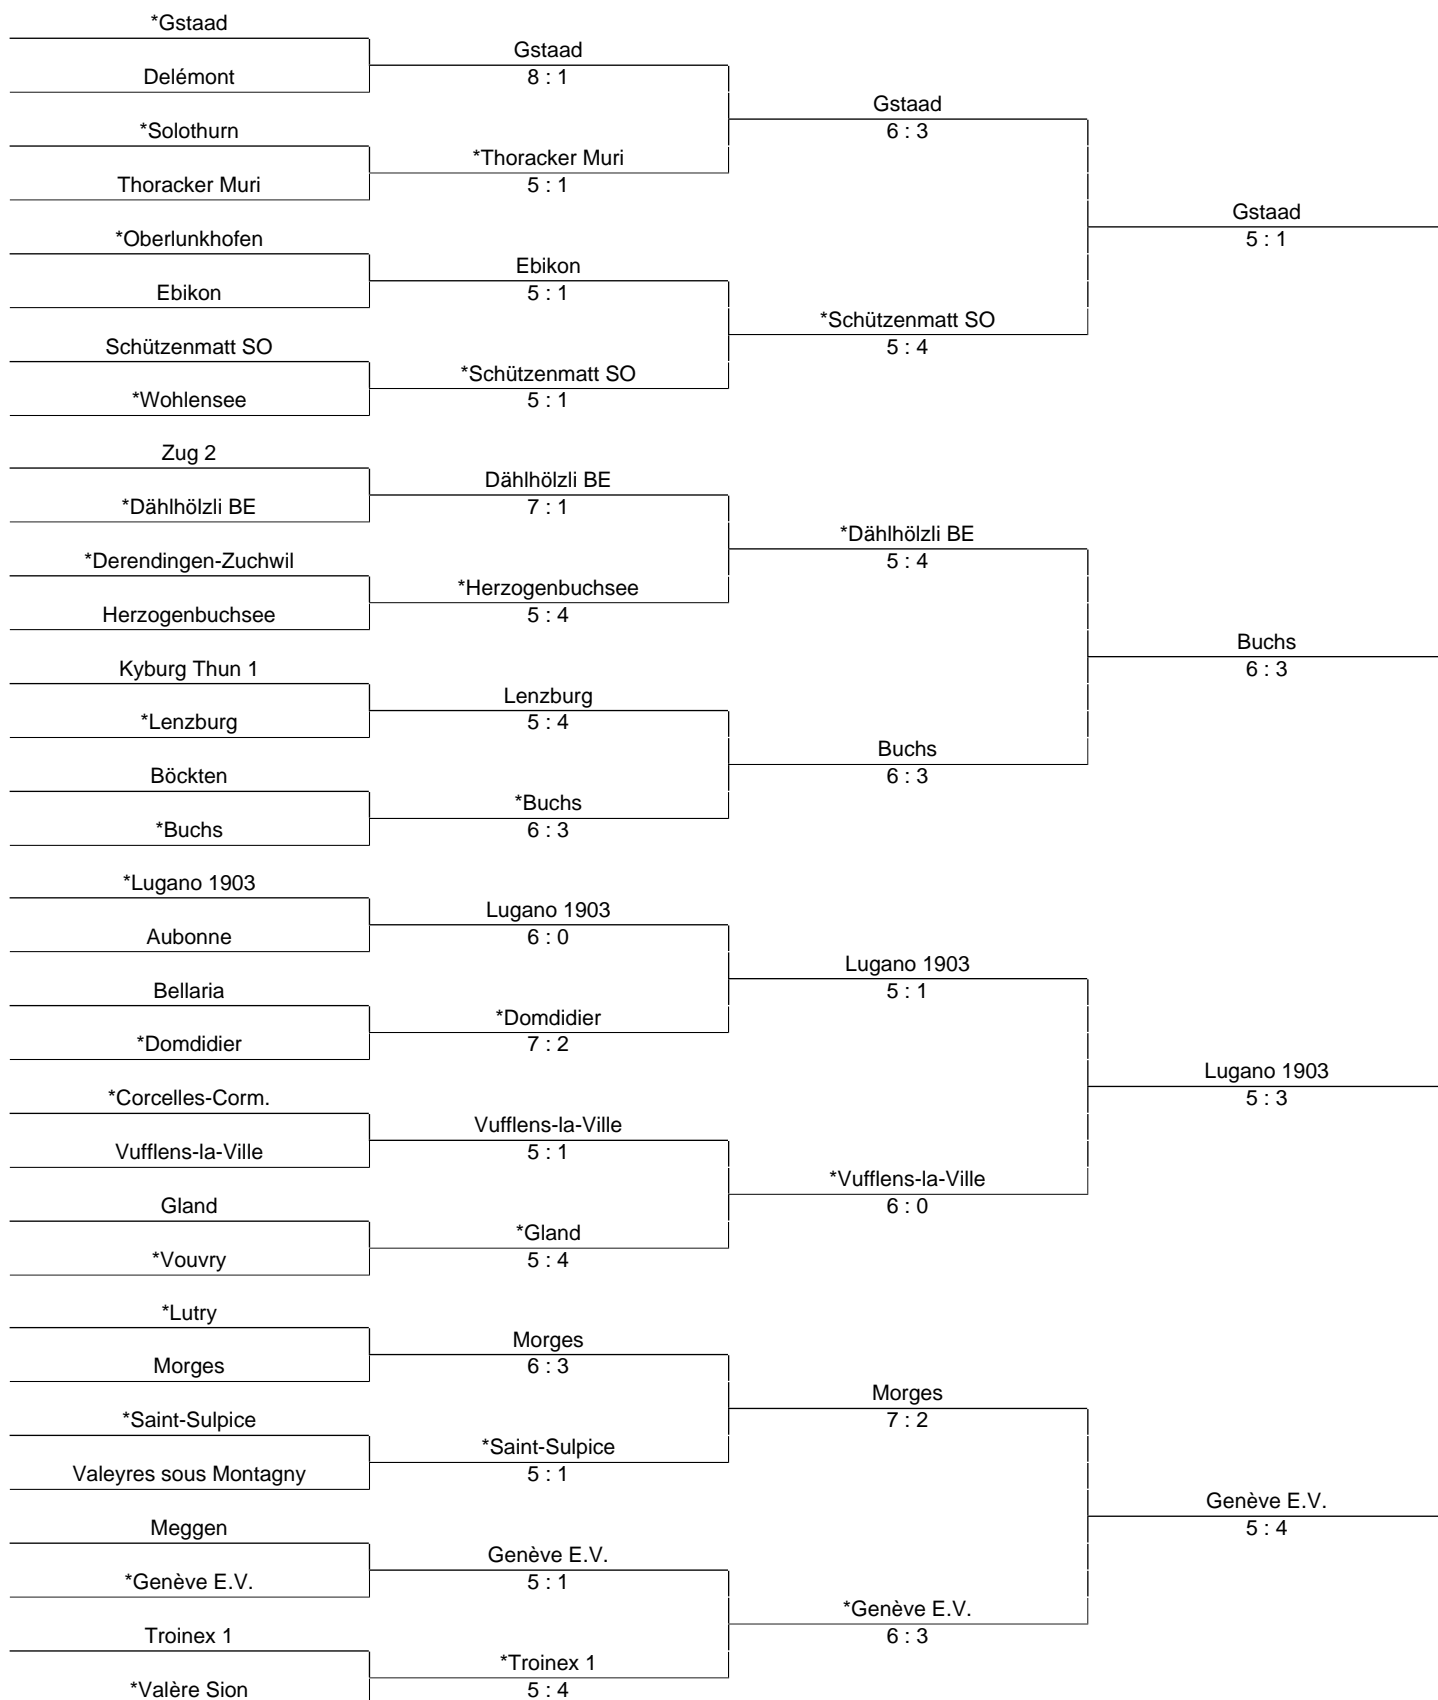 *Gstaad
Delémont
*Solothurn
Thoracker Muri
*Oberlunkhofen
Ebikon
Schützenmatt SO
*Wohlensee
Zug 2
*Dählhölzli BE
*Derendingen-Zuchwil
Herzogenbuchsee
Kyburg Thun 1
*Lenzburg
Böckten
*Buchs
*Lugano 1903
Aubonne
Bellaria
*Domdidier
*Corcelles-Corm.
Vufflens-la-Ville
Gland
*Vouvry
*Lutry
Morges
*Saint-Sulpice
Valeyres sous Montagny
Meggen
*Genève E.V.
Troinex 1
*Valère Sion
Gstaad
8 : 1
*Thoracker Muri
5 : 1
Ebikon
5 : 1
*Schützenmatt SO
5 : 1
Dählhölzli BE
7 : 1
*Herzogenbuchsee
5 : 4
Lenzburg
5 : 4
*Buchs
6 : 3
Lugano 1903
6 : 0
*Domdidier
7 : 2
Vufflens-la-Ville
5 : 1
*Gland
5 : 4
Morges
6 : 3
*Saint-Sulpice
5 : 1
Genève E.V.
5 : 1
*Troinex 1
5 : 4
Gstaad
6 : 3
*Schützenmatt SO
5 : 4
*Dählhölzli BE
5 : 4
Buchs
6 : 3
Lugano 1903
5 : 1
*Vufflens-la-Ville
6 : 0
Morges
7 : 2
*Genève E.V.
6 : 3
Gstaad
5 : 1
Buchs
6 : 3
Lugano 1903
5 : 3
Genève E.V.
5 : 4